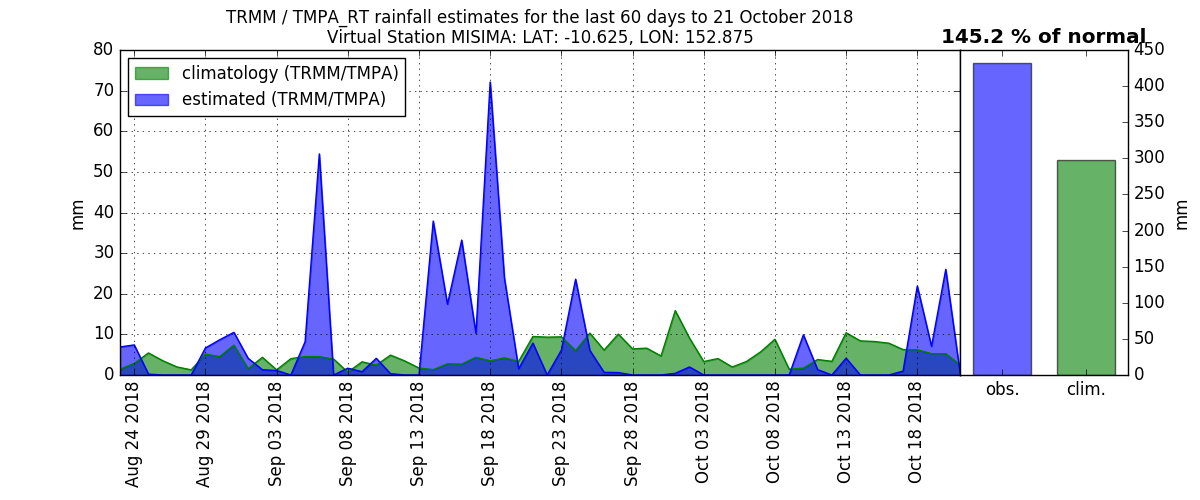 TRMM / TMPA_RT rainfall estimates for the last 60 days to 21 October 2018
Virtual Station MISIMA: LAT: -10.625, LON: 152.875
145.2 % of normal
climatology (TRMM/TMPA)
estimated (TRMM/TMPA)
mm
80
70
60
50
40
30
20
10
0
Aug 24 2018
Aug 29 2018
Sep 03 2018
Sep 08 2018
Sep 13 2018
Sep 18 2018
Sep 23 2018
Sep 28 2018
Oct 03 2018
Oct 08 2018
Oct 13 2018
Oct 18 2018
450
400
350
300
250
200
150
100
50
0
mm
obs.
clim.